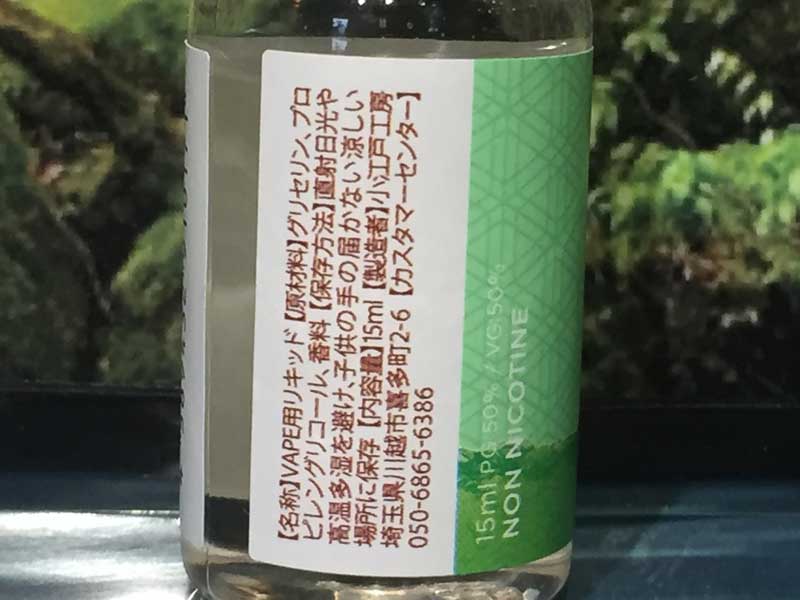 【名称】VAPE用リキッド【原材料】グリセリン、プロ
ピレングリコール、香料【保存方法】直射日光や
高温多湿を避け、子供の手の届かない涼しい
場所に保存【内容量】15ml【製造者】小江戸工房
埼玉県川越市喜多町2-6【カスタマーセンター】
050-6865-6386
15ml PG 50% / VG 50%
NON NICOTINE